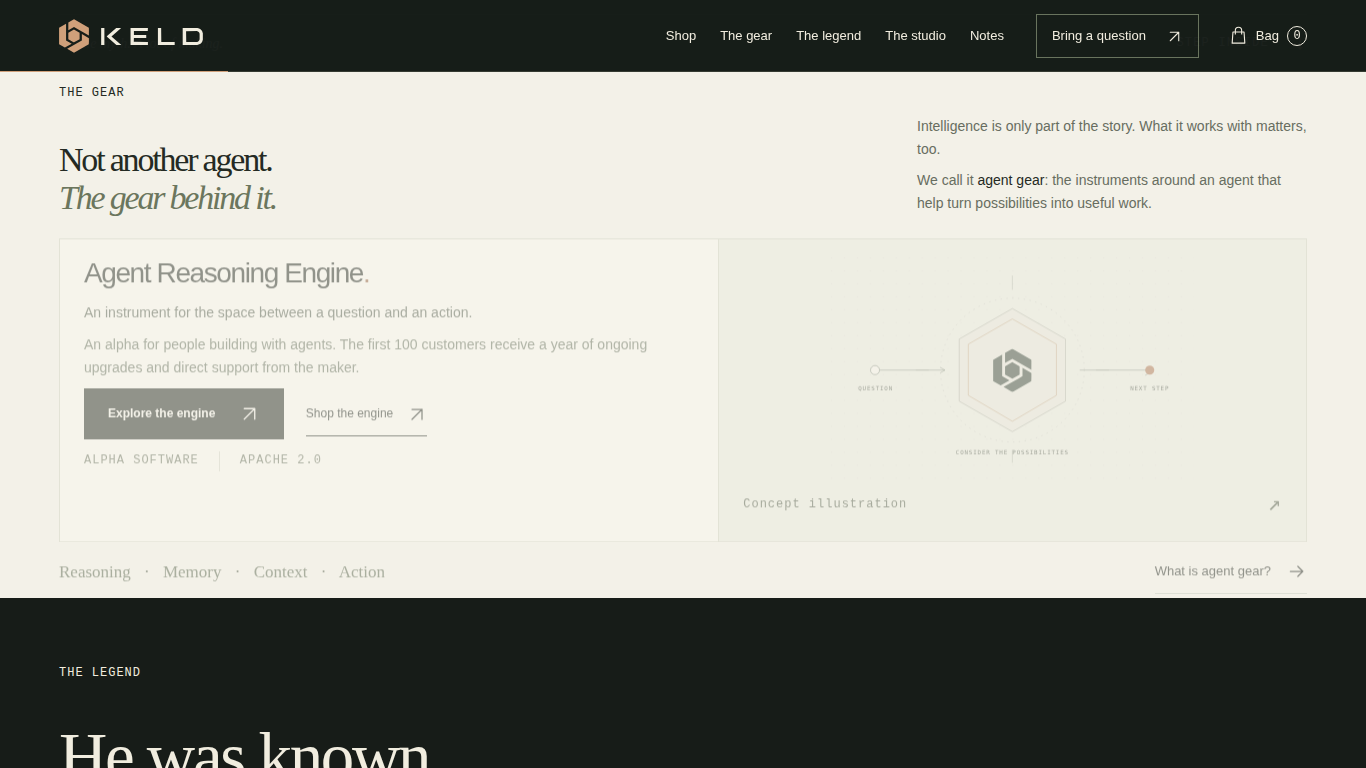 KELD
Shop
The gear
The legend
The studio
Notes
Bring a question
Bag
0
THE GEAR
Not another agent.
The gear behind it.
Intelligence is only part of the story. What it works with matters,
too.
We call it agent gear: the instruments around an agent that
help turn possibilities into useful work.
Agent Reasoning Engine.
An instrument for the space between a question and an action.
An alpha for people building with agents. The first 100 customers receive a year of ongoing
upgrades and direct support from the maker.
Explore the engine
Shop the engine
ALPHA SOFTWARE
APACHE 2.0
QUESTION
NEXT STEP
CONSIDER THE POSSIBILITIES
Concept illustration
Reasoning · Memory · Context · Action
What is agent gear?
THE LEGEND
He was known